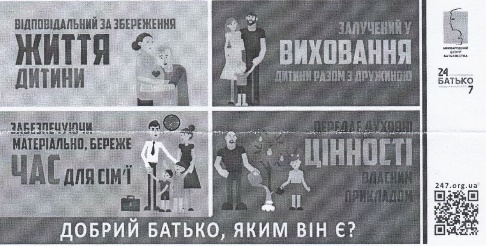 ВІДПОВІДАЛЬНИЙ ЗА ЗБЕРЕЖЕННЯ
ЖИТТЯ
ДИТИНИ
ЗАЛУЧЕНИЙ У
ВИХОВАННЯ
ДИТИНИ РАЗОМ З ДРУЖИНОЮ
ЗАБЕЗПЕЧУЮЧИ
МАТЕРІАЛЬНО, БЕРЕЖЕ
ЧАС ДЛЯ СІМ'Ї
ПЕРЕДАЄ ДУХОВНІ
ЦІННОСТІ
ВЛАСНИМ
ПРИКЛАДОМ
ДОБРИЙ БАТЬКО, ЯКИМ ВІН Є?
МІЖНАРОДНИЙ
ЦЕНТР
БАТЬКІВСТВА
24
БАТЬКО
7
247.org.ua